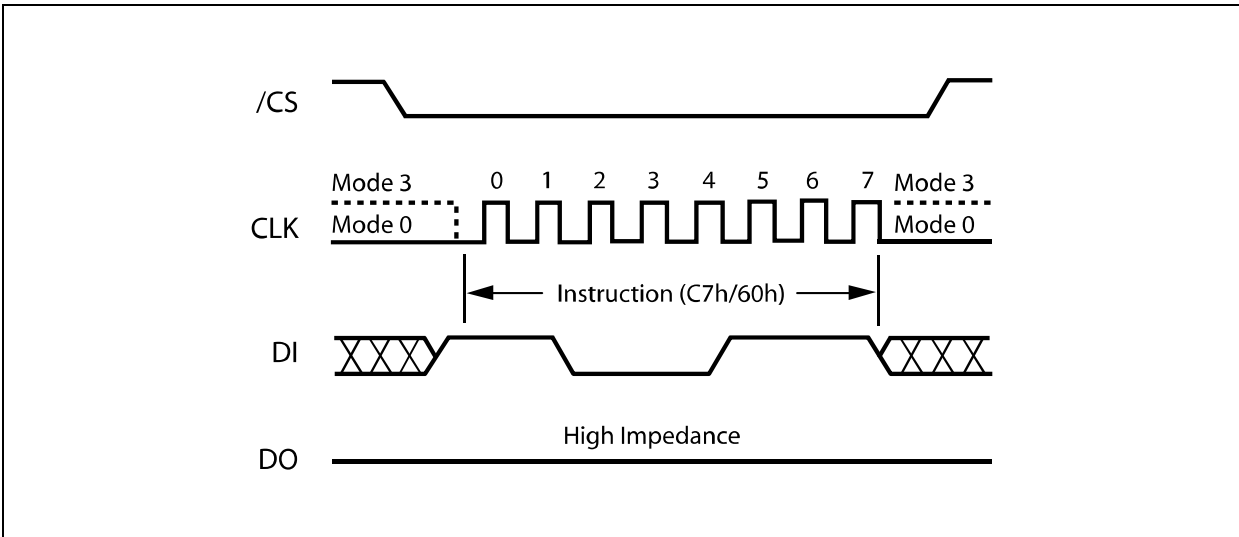 /CS
Mode 3 0 1 2 3 4 5 6 7 Mode 3
CLK Mode 0 Mode 0
Instruction (C7h/60h)
DI
High Impedance
DO